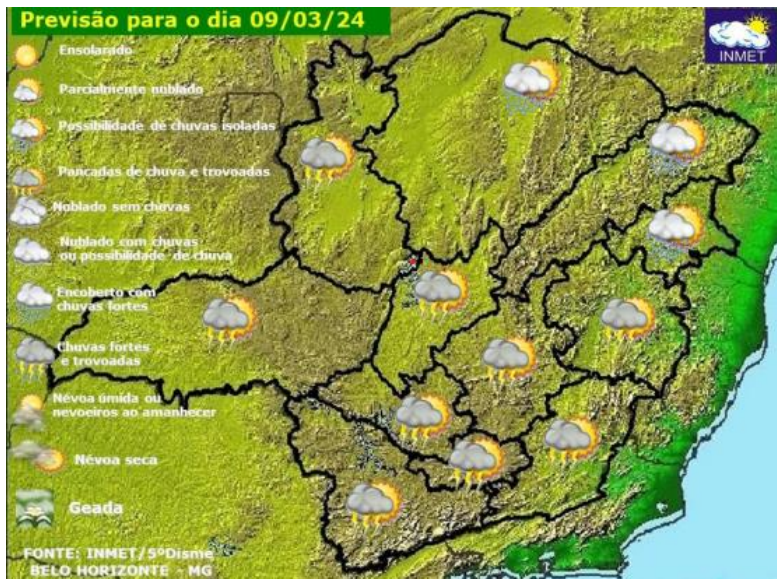 Previsão para o dia 09/03/24
INMET
Ensolarado
Parcialmente nublado
Possibilidade de chuvas isoladas
Pancadas de chuva e trovoadas
Noblado sem chuvas
Nublado com chuvas
ou possibilidade de chuva
Encoberto com
chuvas fortes
Chuvas fortes
e trovoadas
Névoa úmida ou
nevoeiros ao amanhecer
Névoa seca
Geada
FONTE: INMET/5ºDisme
BELO HORIZONTE - MG